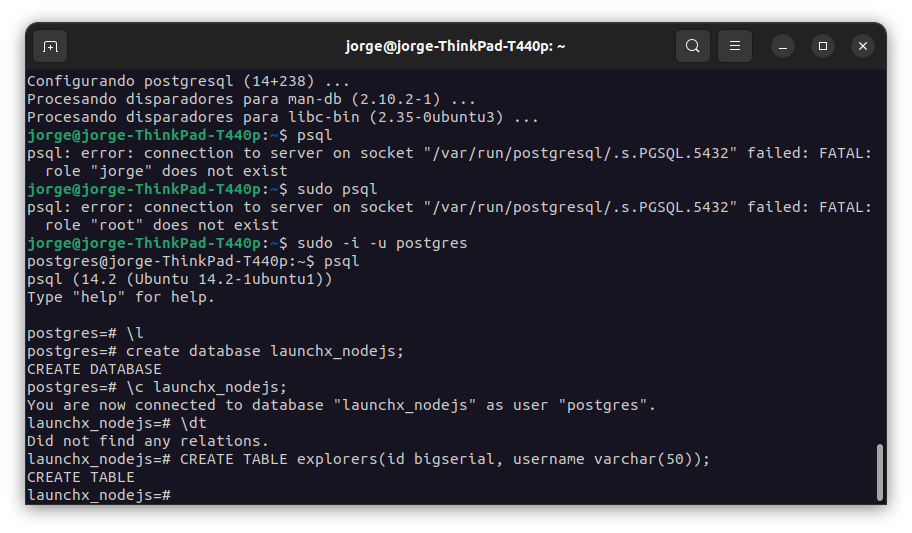 jorge@jorge-ThinkPad-T440p: ~
Configurando postgresql (14+238) ...
Procesando disparadores para man-db (2.10.2-1) ...
Procesando disparadores para libc-bin (2.35-0ubuntu3) ...
jorge@jorge-ThinkPad-T440p:~$ psql
psql: error: connection to server on socket "/var/run/postgresql/.s.PGSQL.5432" failed: FATAL:
  role "jorge" does not exist
jorge@jorge-ThinkPad-T440p:~$ sudo psql
psql: error: connection to server on socket "/var/run/postgresql/.s.PGSQL.5432" failed: FATAL:
  role "root" does not exist
jorge@jorge-ThinkPad-T440p:~$ sudo -i -u postgres
postgres@jorge-ThinkPad-T440p:~$ psql
psql (14.2 (Ubuntu 14.2-1ubuntu1))
Type "help" for help.
postgres=# \l
postgres=# create database launchx_nodejs;
CREATE DATABASE
postgres=# \c launchx_nodejs;
You are now connected to database "launchx_nodejs" as user "postgres".
launchx_nodejs=# \dt
Did not find any relations.
launchx_nodejs=# CREATE TABLE explorers(id bigserial, username varchar(50));
CREATE TABLE
launchx_nodejs=#